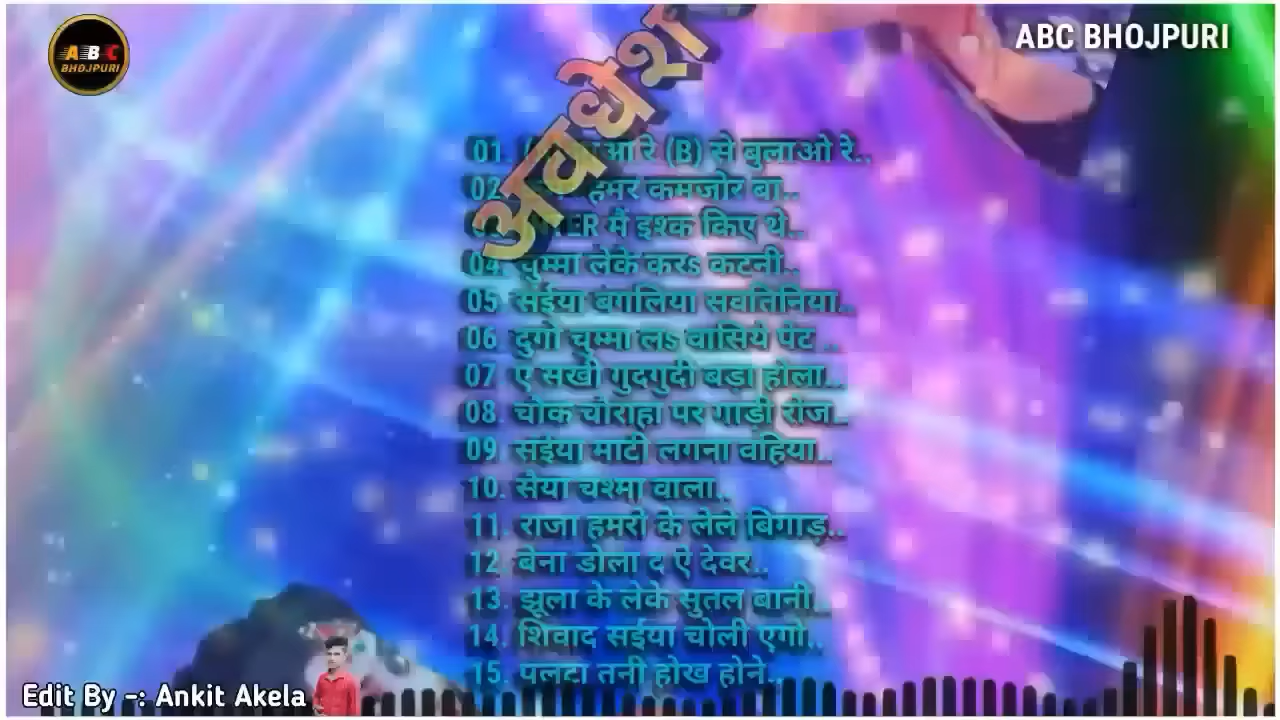 ABC
BHOJPURI
ABC BHOJPURI
अवधेश
01. आ रे (B) से बुलाओ रे..
02 हमर कमजोर बा..
में इश्क किए थे..
04. चुम्मा लेके करs कटनी..
05. सईया बंगलिया सवतिनिया..
06 दुगो चुम्मा लs वासिये पेट ..
07 ए सखी गुदगुदी बड़ा होला..
08. चौक चौराहा पर गाड़ी रोज..
09 सईया माटी लगना वहिया..
10. सैया चश्मा वाला..
11. राजा हमरो के लेले बिगाड़..
12 बेना डोला द ऐ देवर..
13. झूला के लेके सुतल बानी..
14. शिवाद सईया चोली एगो..
15. पलटा तनी होख होने..
Edit By -: Ankit Akela